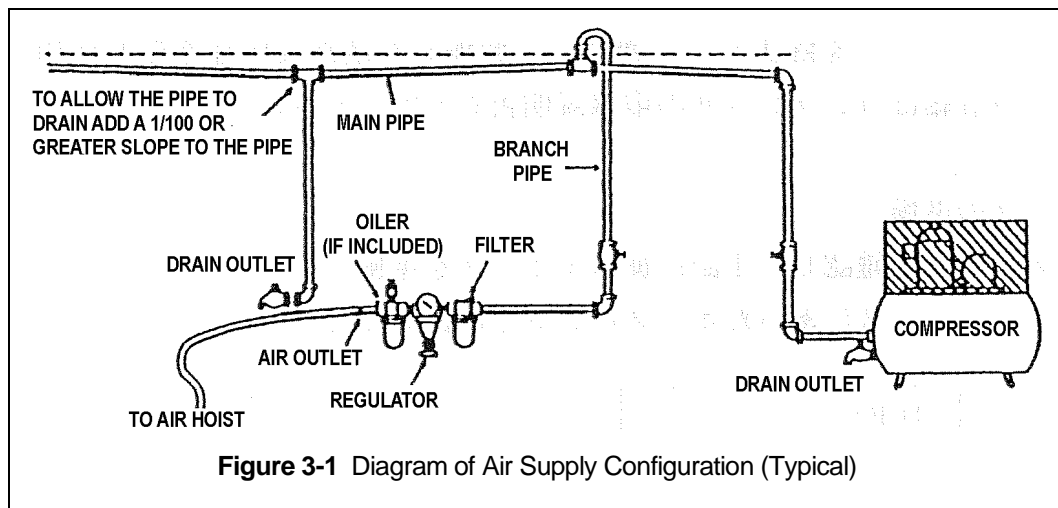 TO ALLOW THE PIPE TO
DRAIN ADD A 1/100 OR
GREATER SLOPE TO THE PIPE
MAIN PIPE
BRANCH
PIPE
OILER
(IF INCLUDED)
FILTER
DRAIN OUTLET
COMPRESSOR
AIR OUTLET
REGULATOR
DRAIN OUTLET
TO AIR HOIST
Figure 3-1 Diagram of Air Supply Configuration (Typical)